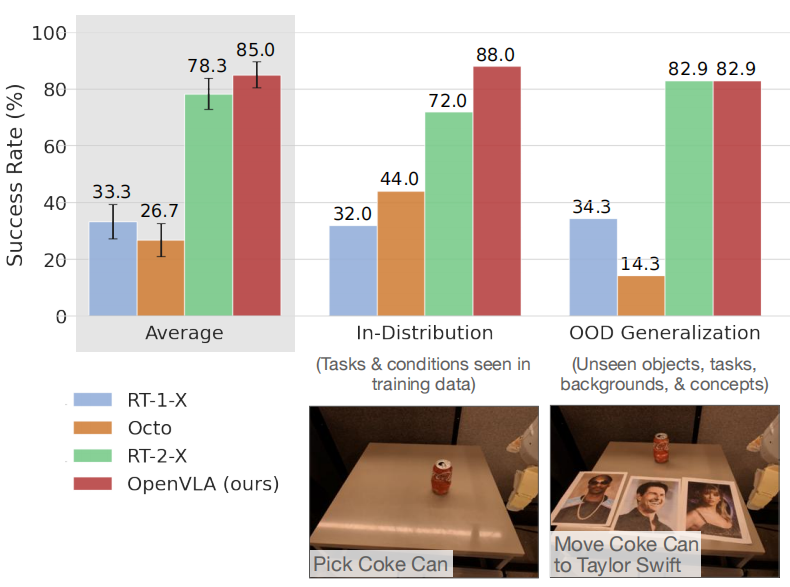 Success Rate (%)
100
80
60
40
20
0
33.3
26.7
78.3
85.0
32.0
44.0
72.0
88.0
34.3
14.3
82.9
82.9
Average
In-Distribution
OOD Generalization
(Tasks & conditions seen in
training data)
(Unseen objects, tasks,
backgrounds, & concepts)
RT-1-X
Octo
RT-2-X
OpenVLA (ours)
Pick Coke Can
Move Coke Can
to Taylor Swift